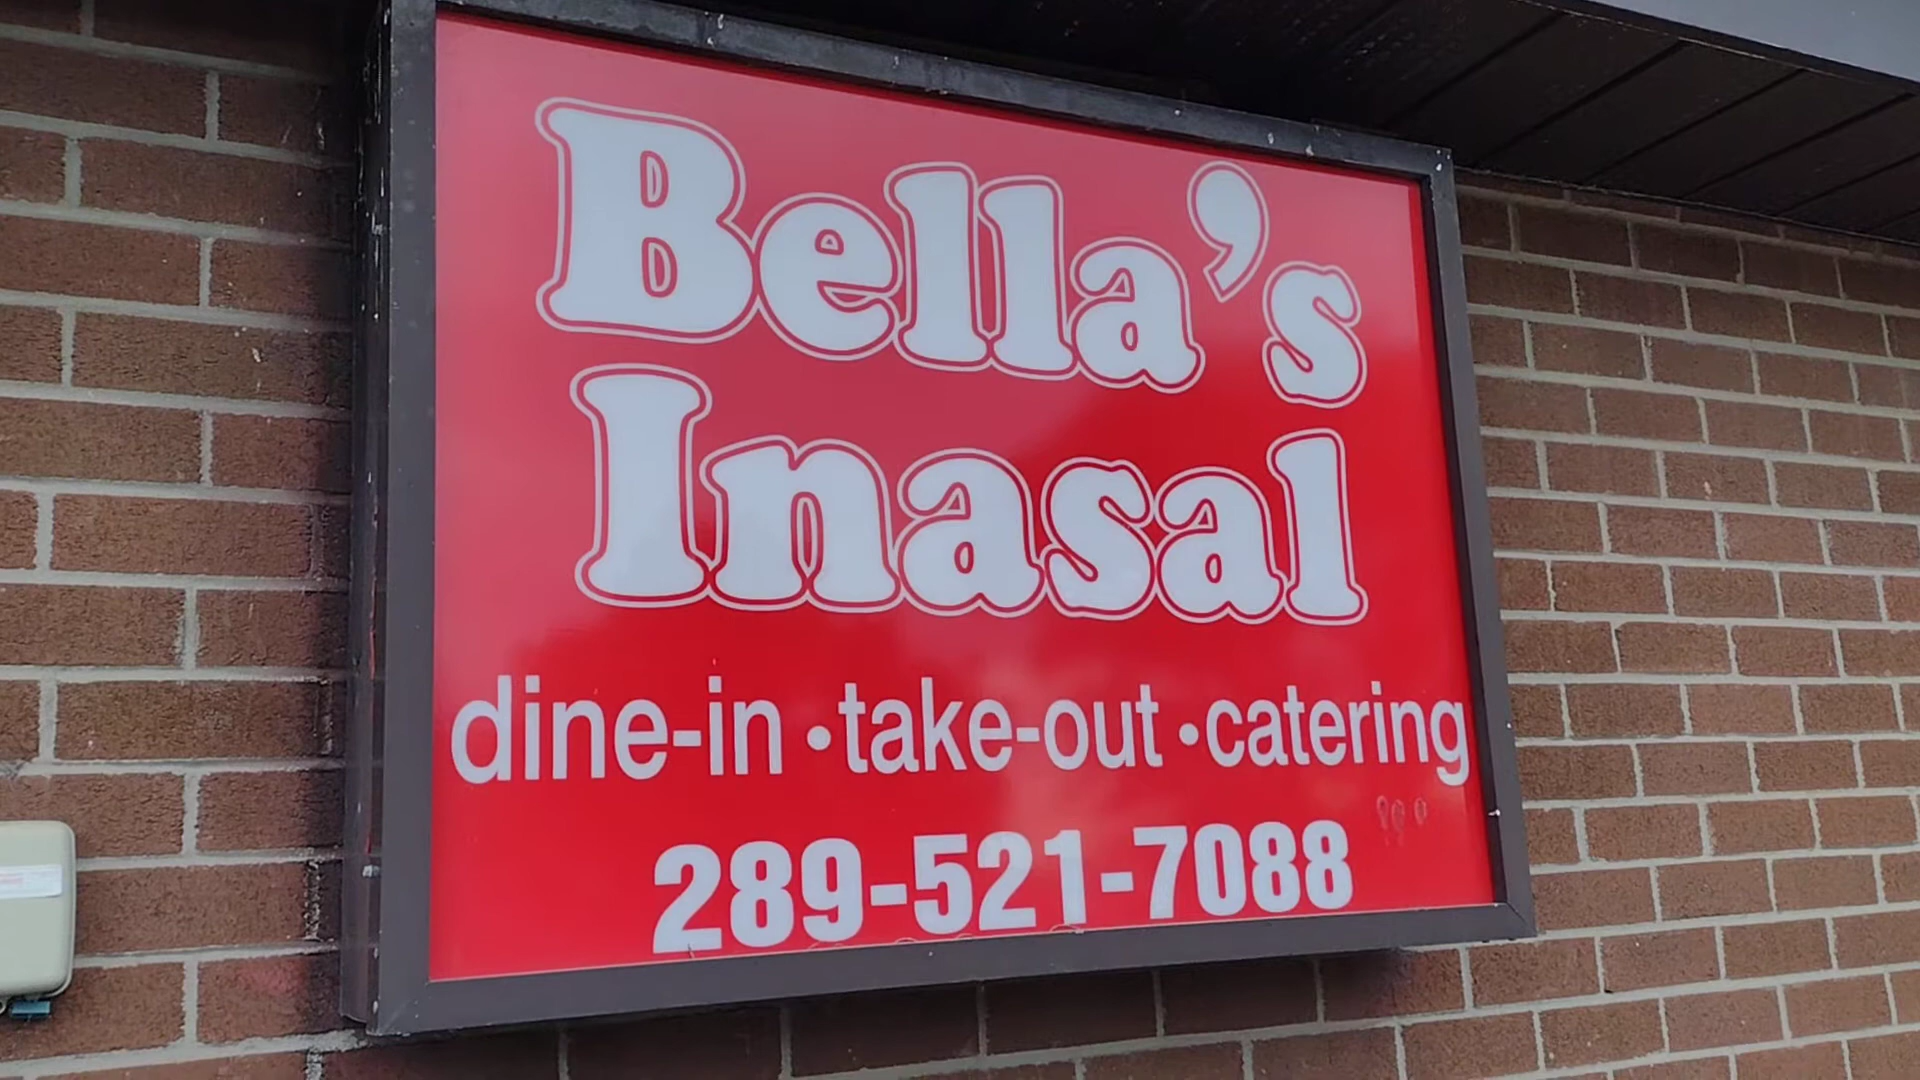 Bella's
Inasal
dine-in •take-out •catering
289-521-7088